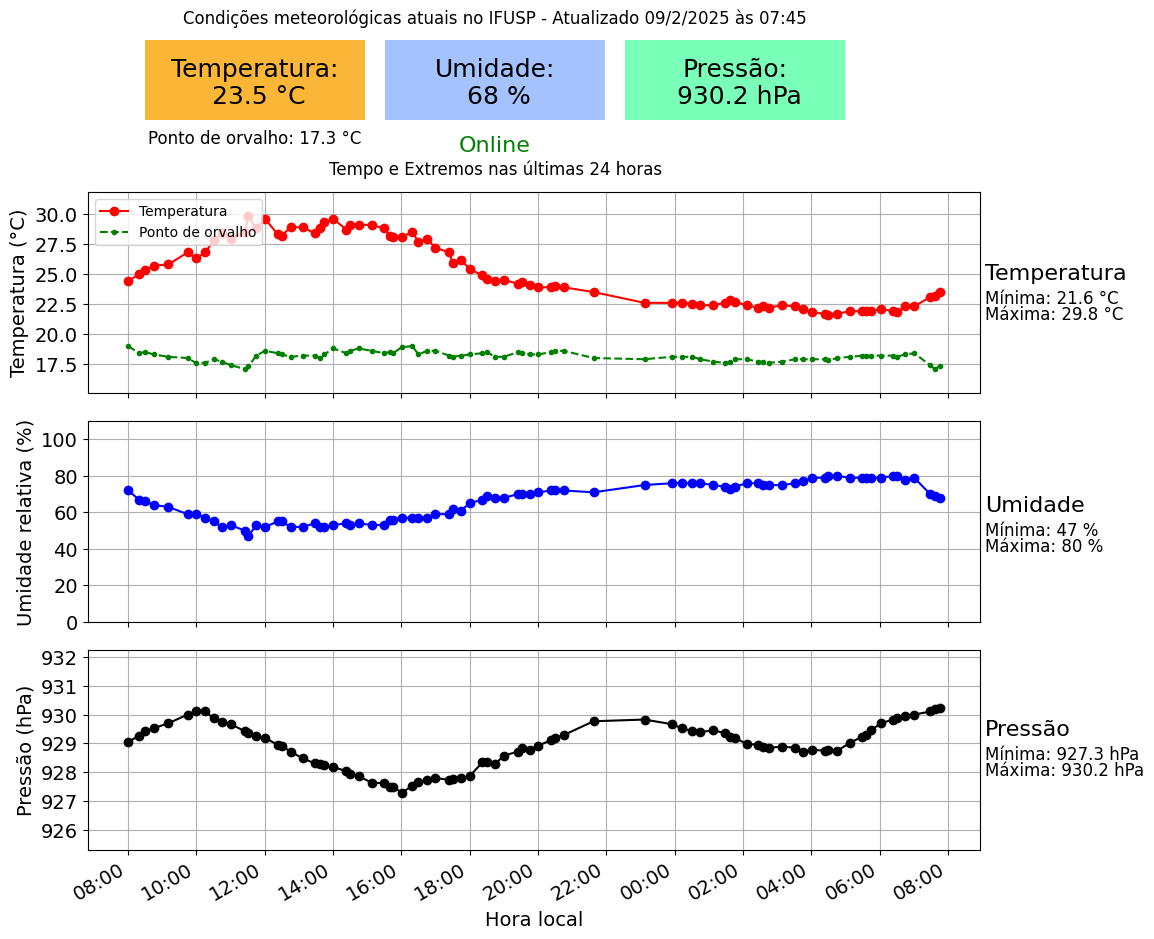 Condições meteorológicas atuais no IFUSP - Atualizado 09/2/2025 às 07:45
Temperatura:
23.5 °C
Umidade:
68 %
Pressão:
930.2 hPa
Ponto de orvalho: 17.3 °C
Online
Tempo e Extremos nas últimas 24 horas
Temperatura (°C)
30.0
27.5
25.0
22.5
20.0
17.5
Temperatura
Ponto de orvalho
Temperatura
Mínima: 21.6 °C
Máxima: 29.8 °C
Umidade relativa (%)
100
80
60
40
20
0
Umidade
Mínima: 47 %
Máxima: 80 %
Pressão (hPa)
932
931
930
929
928
927
926
Pressão
Mínima: 927.3 hPa
Máxima: 930.2 hPa
08:00 10:00 12:00 14:00 16:00 18:00 20:00 22:00 00:00 02:00 04:00 06:00 08:00
Hora local